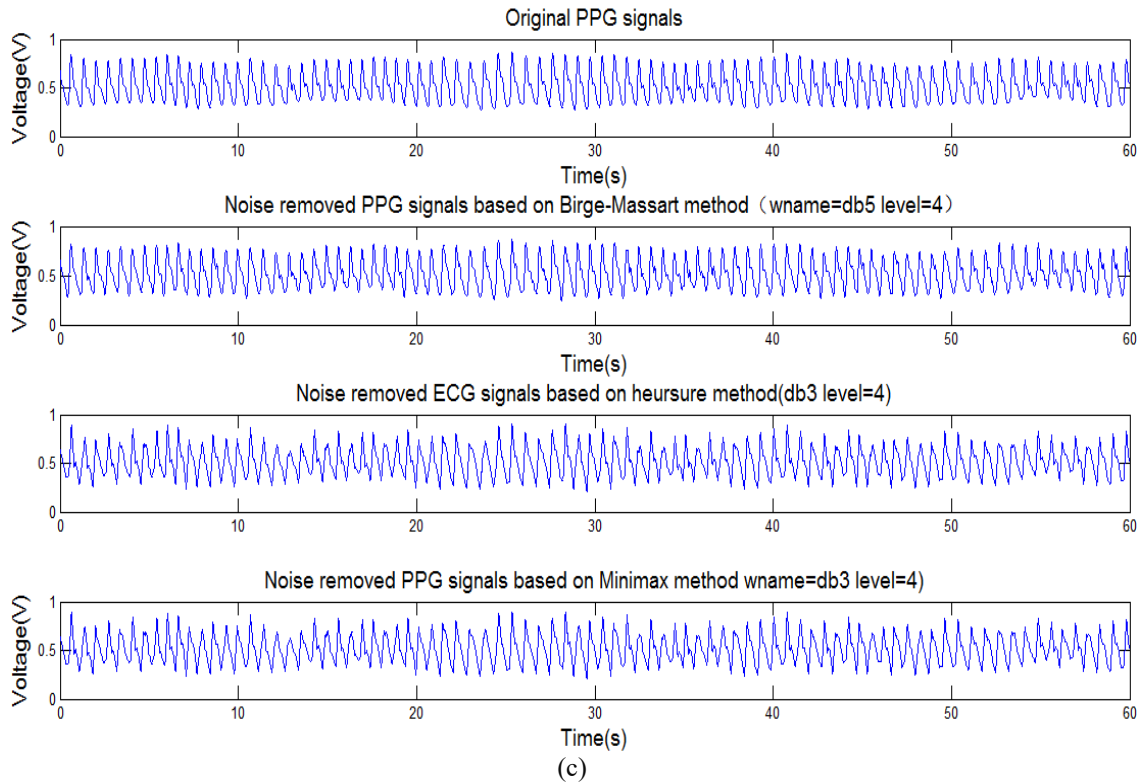 Original PPG signals
Voltage(V)
1
0.5
0
0 10 20 30 40 50 60
Time(s)
Noise removed PPG signals based on Birge-Massart method（wname=db5 level=4）
Voltage(V)
1
0.5
0
0 10 20 30 40 50 60
Time(s)
Noise removed ECG signals based on heursure method(db3 level=4)
Voltage(V)
1
0.5
0
0 10 20 30 40 50 60
Noise removed PPG signals based on Minimax method wname=db3 level=4)
Voltage(V)
1
0.5
0
0 10 20 30 40 50 60
Time(s)
(c)